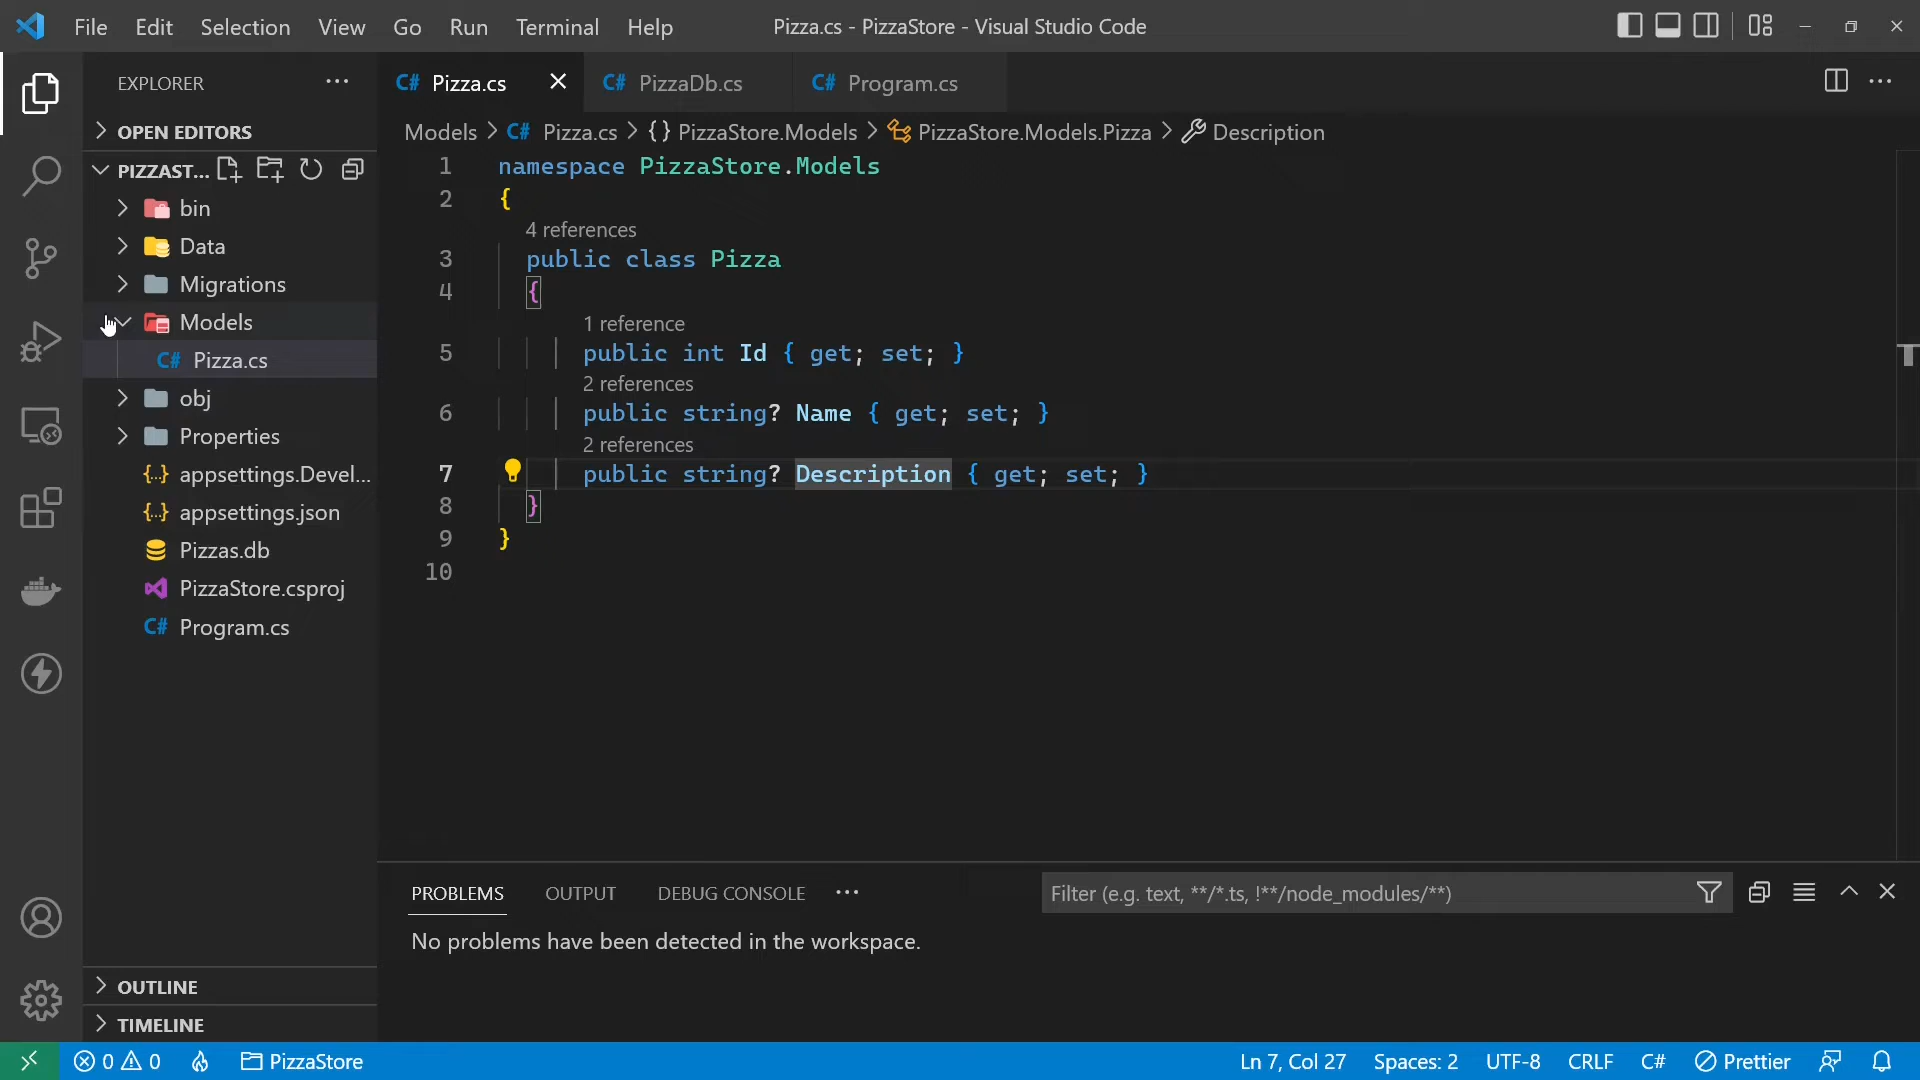 File Edit Selection View Go Run Terminal Help
Pizza.cs - PizzaStore - Visual Studio Code
EXPLORER
OPEN EDITORS
PIZZAST...
bin
Data
Migrations
Models
C# Pizza.cs
obj
Properties
{..} appsettings.Devel...
{..} appsettings.json
Pizzas.db
PizzaStore.csproj
C# Program.cs
OUTLINE
TIMELINE
C# Pizza.cs C# PizzaDb.cs C# Program.cs
Models > C# Pizza.cs > {} PizzaStore.Models > PizzaStore.Models.Pizza > Description
1 namespace PizzaStore.Models
2 {
4 references
3 public class Pizza
4 {
1 reference
5 public int Id { get; set; }
2 references
6 public string? Name { get; set; }
2 references
7 public string? Description { get; set; }
8 }
9 }
10
PROBLEMS OUTPUT DEBUG CONSOLE
Filter (e.g. text, **/*.ts, !**/node_modules/**)
No problems have been detected in the workspace.
0 0 PizzaStore Ln 7, Col 27 Spaces: 2 UTF-8 CRLF C# Prettier